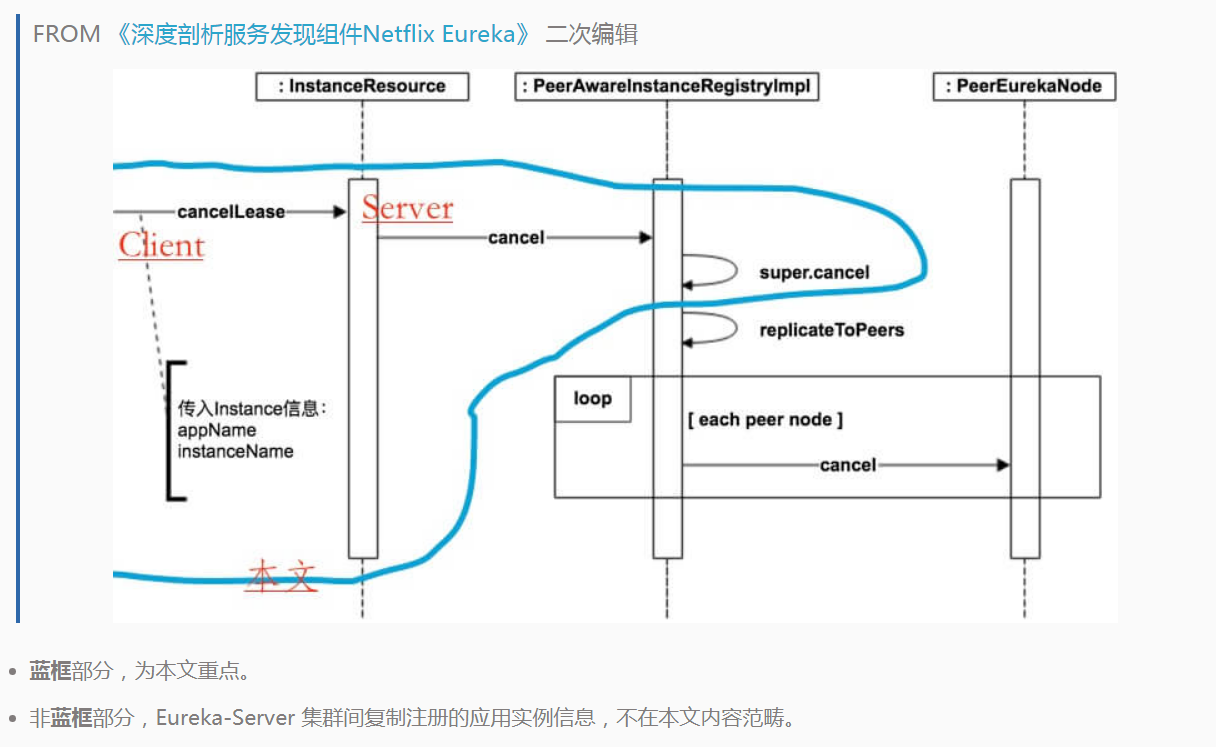 FROM 《深度剖析服务发现组件Netflix Eureka》 二次编辑
: InstanceResource
: PeerAwareInstanceRegistryImpl
: PeerEurekaNode
cancelLease
Server
Client
cancel
super.cancel
replicateToPeers
loop
[ each peer node ]
传入Instance信息：
appName
instanceName
cancel
本文
蓝框部分，为本文重点。
非蓝框部分，Eureka-Server 集群间复制注册的应用实例信息，不在本文内容范畴。